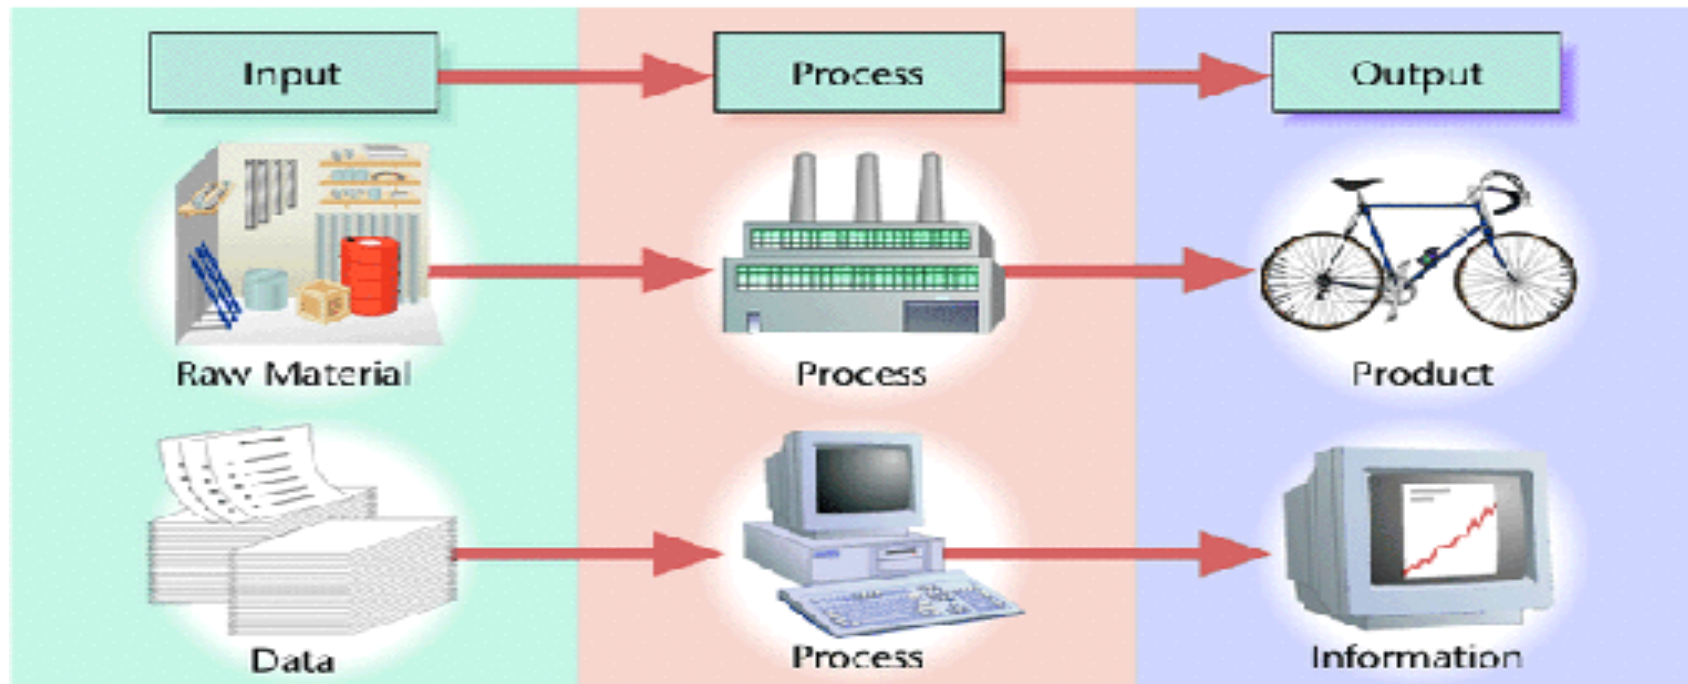 Input
Process
Output
Raw Material
Process
Product
Data
Process
Information